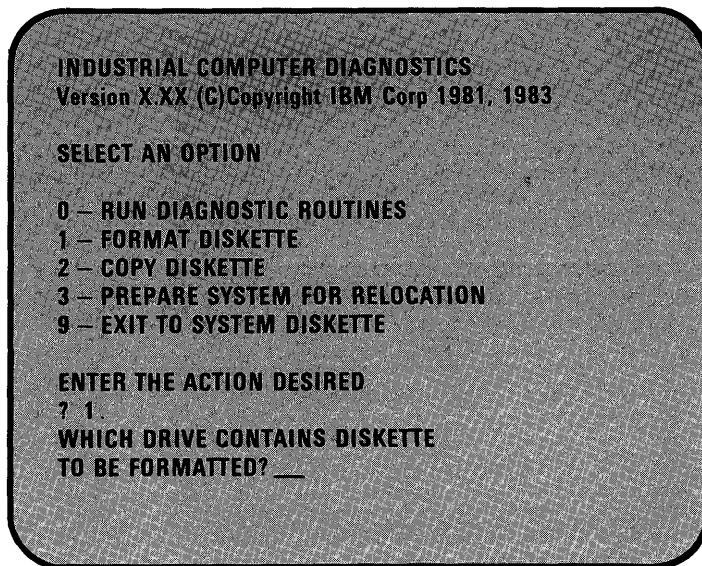 INDUSTRIAL COMPUTER DIAGNOSTICS
Version X.XX (C)Copyright IBM Corp 1981, 1983
SELECT AN OPTION
0 – RUN DIAGNOSTIC ROUTINES
1 – FORMAT DISKETTE
2 – COPY DISKETTE
3 – PREPARE SYSTEM FOR RELOCATION
9 – EXIT TO SYSTEM DISKETTE
ENTER THE ACTION DESIRED
? 1
WHICH DRIVE CONTAINS DISKETTE
TO BE FORMATTED? __